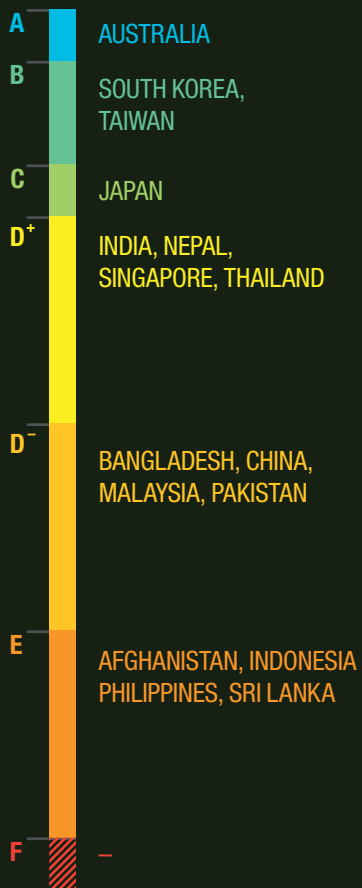 A
AUSTRALIA
B
SOUTH KOREA,
TAIWAN
C
JAPAN
D+
INDIA, NEPAL,
SINGAPORE, THAILAND
D-
BANGLADESH, CHINA,
MALAYSIA, PAKISTAN
E
AFGHANISTAN, INDONESIA
PHILIPPINES, SRI LANKA
F
–